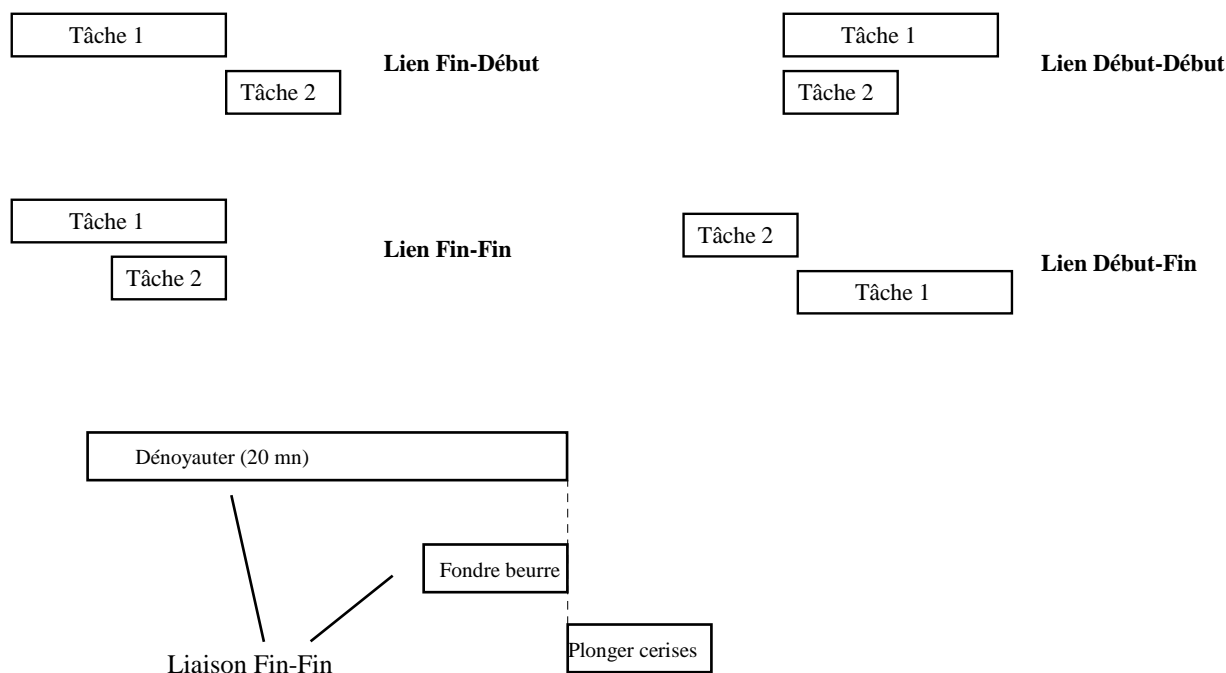 Tâche 1
Lien Fin-Début
Tâche 2
Tâche 1
Lien Début-Début
Tâche 2
Tâche 1
Lien Fin-Fin
Tâche 2
Tâche 2
Lien Début-Fin
Tâche 1
Dénoyauter (20 mn)
Fondre beurre
Plonger cerises
Liaison Fin-Fin